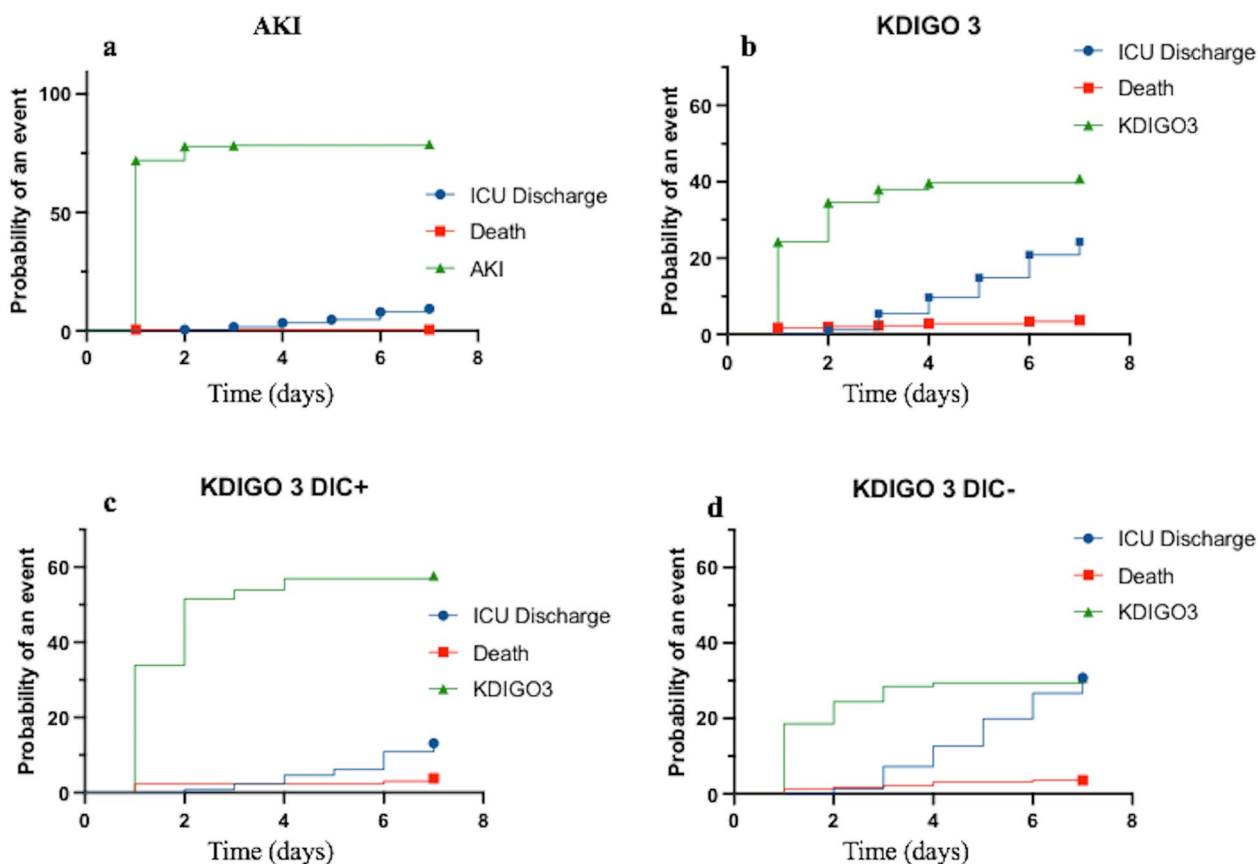 a
AKI
Probability of an event
100
50
0
0 2 4 6 8
Time (days)
ICU Discharge
Death
AKI
b
KDIGO 3
Probability of an event
60
40
20
0
0 2 4 6 8
Time (days)
ICU Discharge
Death
KDIGO3
c
KDIGO 3 DIC+
Probability of an event
60
40
20
0
0 2 4 6 8
Time (days)
ICU Discharge
Death
KDIGO3
d
KDIGO 3 DIC-
Probability of an event
60
40
20
0
0 2 4 6 8
Time (days)
ICU Discharge
Death
KDIGO3